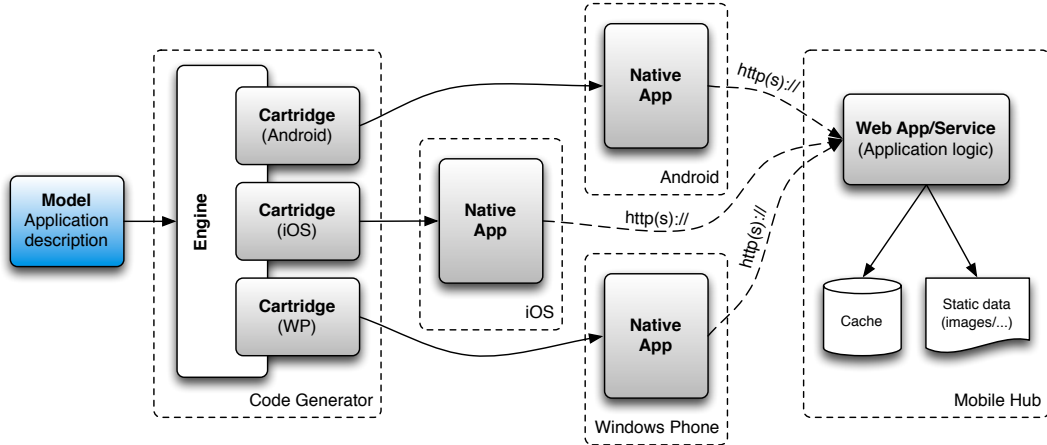 Model
Application
description
Engine
Cartridge
(Android)
Cartridge
(iOS)
Cartridge
(WP)
Code Generator
Native
App
iOS
Native
App
Android
Native
App
Windows Phone
http(s)://
http(s)://
http(s)://
Web App/Service
(Application logic)
Cache
Static data
(images/...)
Mobile Hub